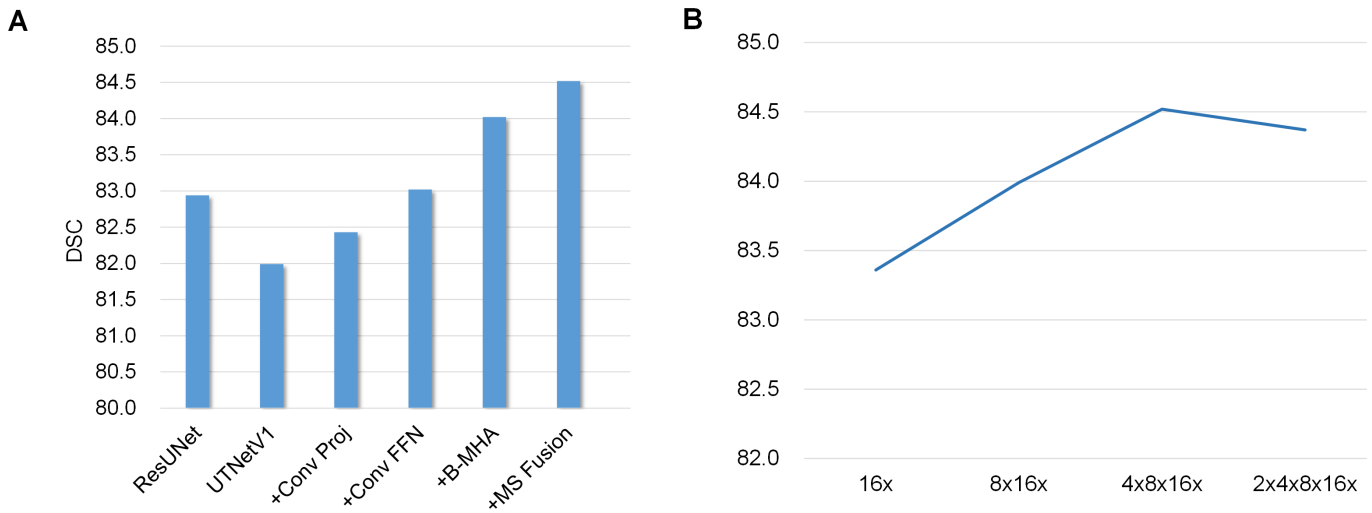 A
85.0
84.5
84.0
83.5
83.0
82.5
82.0
81.5
81.0
80.5
80.0
DSC
ResUNet
UTNetV1
+Conv Proj
+Conv FFN
+B-MHA
+MS Fusion
B
85.0
84.5
84.0
83.5
83.0
82.5
82.0
16x
8x16x
4x8x16x
2x4x8x16x